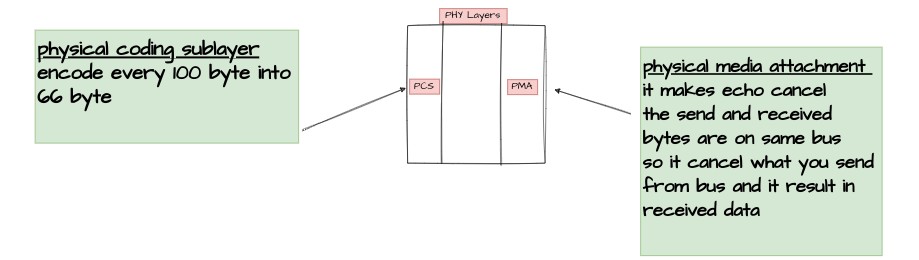 PHY Layers
physical coding sublayer
encode every 100 byte into
66 byte
PCS
PMA
physical media attachment
it makes echo cancel
the send and received
bytes are on same bus
so it cancel what you send
from bus and it result in
received data